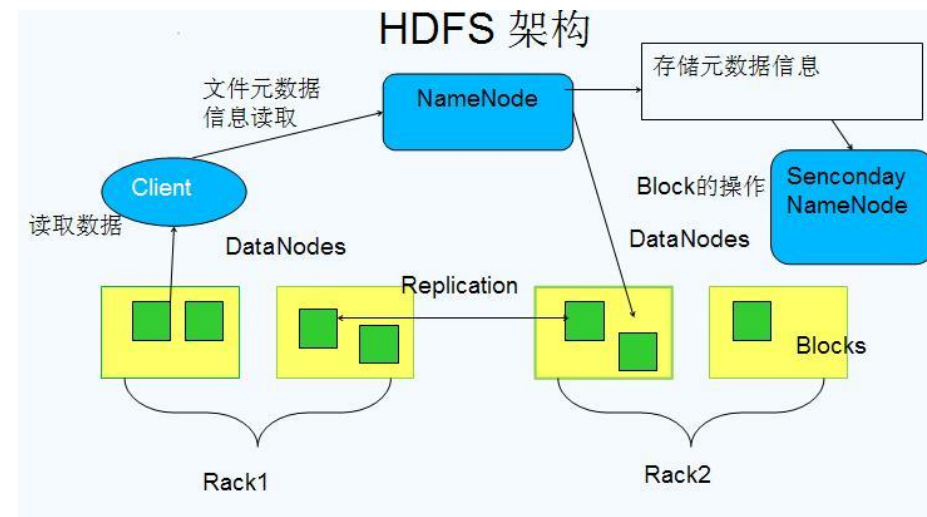 HDFS 架构
文件元数据
信息读取
NameNode
存储元数据信息
Client
Block的操作
Senconday
NameNode
读取数据
DataNodes
DataNodes
Replication
Blocks
Rack1
Rack2